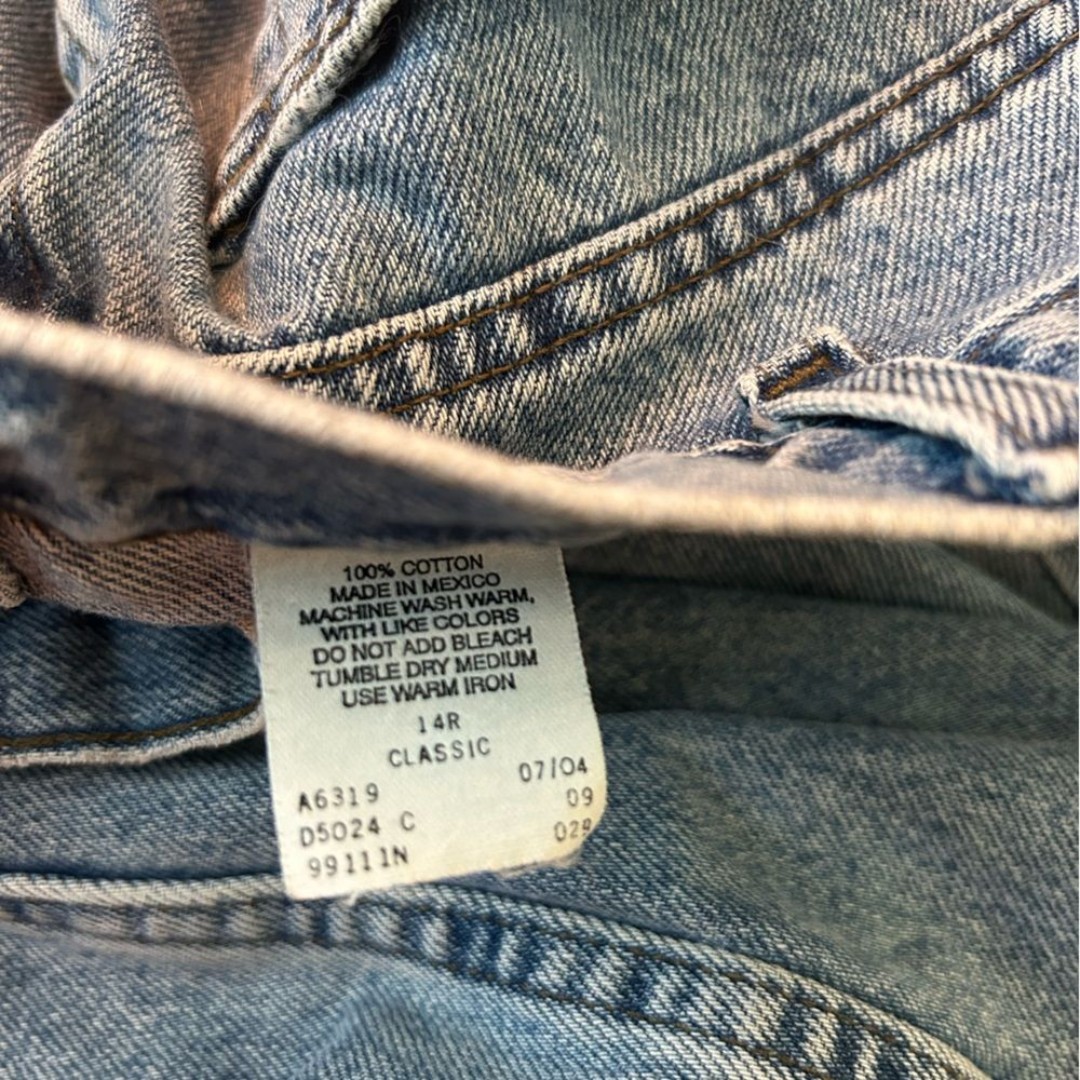 100% COTTON
MADE IN MEXICO
MACHINE WASH WARM,
WITH LIKE COLORS
DO NOT ADD BLEACH
TUMBLE DRY MEDIUM
USE WARM IRON
14R
CLASSIC
A6319 07/04
D5024 C 09
99111N 029